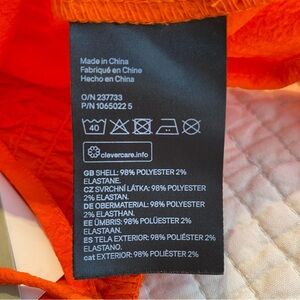 Made in China
Fabriqué en Chine
Hecho en China
O/N 237733
P/N 1065022 5
40
clevercare.info
GB SHELL: 98% POLYESTER 2%
ELASTANE.
CZ SVRCHNÍ LÁTKA: 98% POLYESTER
2% ELASTAN.
DE OBERMATERIAL: 98% POLYESTER
2% ELASTHAN.
EE ÜMBRIS: 98% POLÜESTER 2%
ELASTAAN.
ES TELA EXTERIOR: 98% POLIÉSTER
2% ELASTANO.
cat EXTERIOR: 98% POLIÈSTER 2%